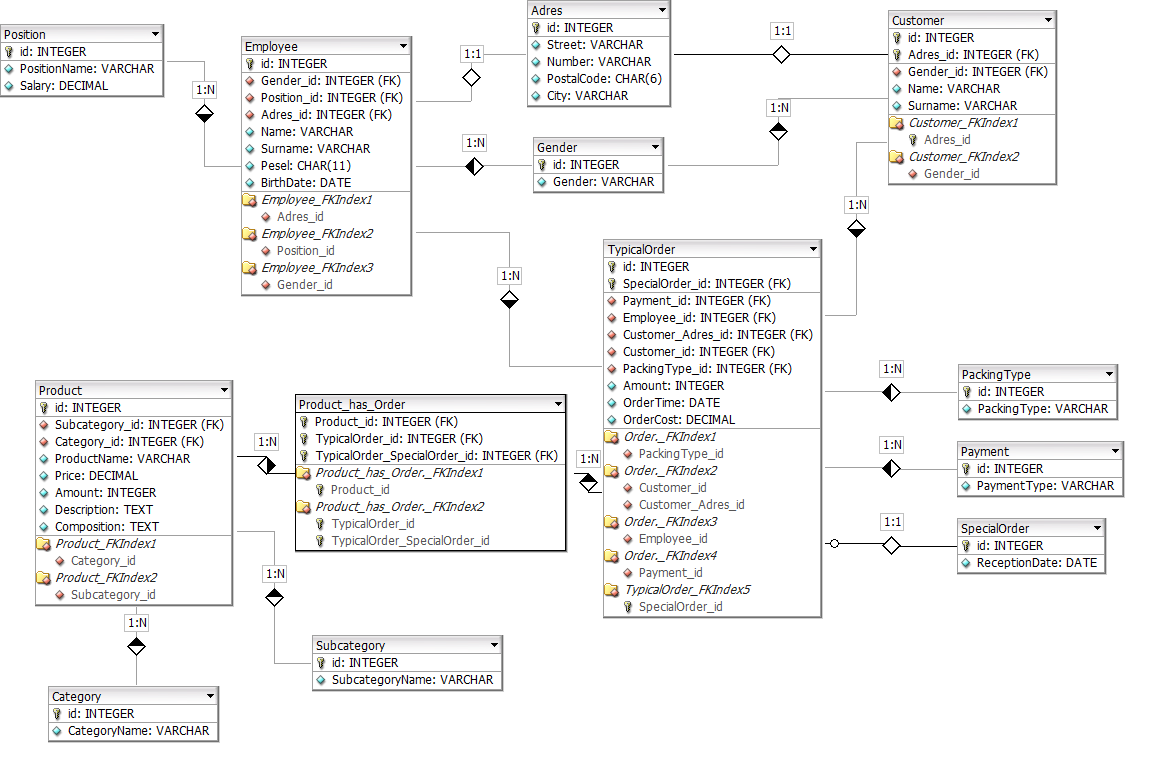 Position
id: INTEGER
PositionName: VARCHAR
Salary: DECIMAL
1:N
Employee
id: INTEGER
Gender_id: INTEGER (FK)
Position_id: INTEGER (FK)
Adres_id: INTEGER (FK)
Name: VARCHAR
Surname: VARCHAR
Pesel: CHAR(11)
BirthDate: DATE
Employee_FKIndex1
Adres_id
Employee_FKIndex2
Position_id
Employee_FKIndex3
Gender_id
1:1
1:N
1:N
Adres
id: INTEGER
Street: VARCHAR
Number: VARCHAR
PostalCode: CHAR(6)
City: VARCHAR
Gender
id: INTEGER
Gender: VARCHAR
1:1
1:N
Customer
id: INTEGER
Adres_id: INTEGER (FK)
Gender_id: INTEGER (FK)
Name: VARCHAR
Surname: VARCHAR
Customer_FKIndex1
Adres_id
Customer_FKIndex2
Gender_id
1:N
TypicalOrder
id: INTEGER
SpecialOrder_id: INTEGER (FK)
Payment_id: INTEGER (FK)
Employee_id: INTEGER (FK)
Customer_Adres_id: INTEGER (FK)
Customer_id: INTEGER (FK)
PackingType_id: INTEGER (FK)
Amount: INTEGER
OrderTime: DATE
OrderCost: DECIMAL
Order._FKIndex1
PackingType_id
Order._FKIndex2
Customer_id
Customer_Adres_id
Order._FKIndex3
Employee_id
Order._FKIndex4
Payment_id
TypicalOrder_FKIndex5
SpecialOrder_id
1:N
PackingType
id: INTEGER
PackingType: VARCHAR
1:N
Payment
id: INTEGER
PaymentType: VARCHAR
1:1
SpecialOrder
id: INTEGER
ReceptionDate: DATE
Product
id: INTEGER
Subcategory_id: INTEGER (FK)
Category_id: INTEGER (FK)
ProductName: VARCHAR
Price: DECIMAL
Amount: INTEGER
Description: TEXT
Composition: TEXT
Product_FKIndex1
Category_id
Product_FKIndex2
Subcategory_id
1:N
Product_has_Order
Product_id: INTEGER (FK)
TypicalOrder_id: INTEGER (FK)
TypicalOrder_SpecialOrder_id: INTEGER (FK)
Product_has_Order._FKIndex1
Product_id
Product_has_Order._FKIndex2
TypicalOrder_id
TypicalOrder_SpecialOrder_id
1:N
1:N
1:N
Subcategory
id: INTEGER
SubcategoryName: VARCHAR
Category
id: INTEGER
CategoryName: VARCHAR